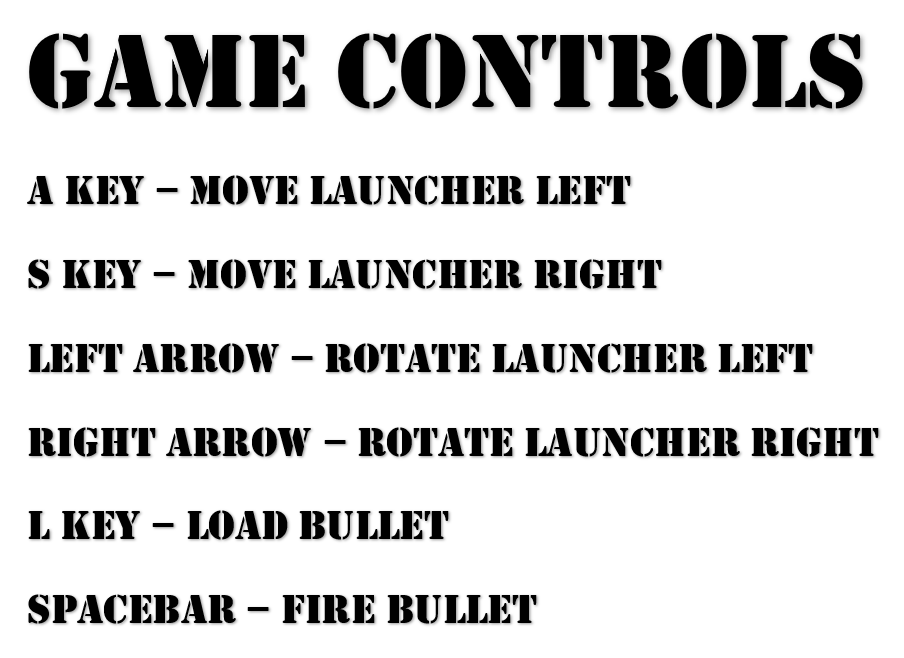 GAME CONTROLS
A KEY – MOVE LAUNCHER LEFT
S KEY – MOVE LAUNCHER RIGHT
LEFT ARROW – ROTATE LAUNCHER LEFT
RIGHT ARROW – ROTATE LAUNCHER RIGHT
L KEY – LOAD BULLET
SPACEBAR – FIRE BULLET